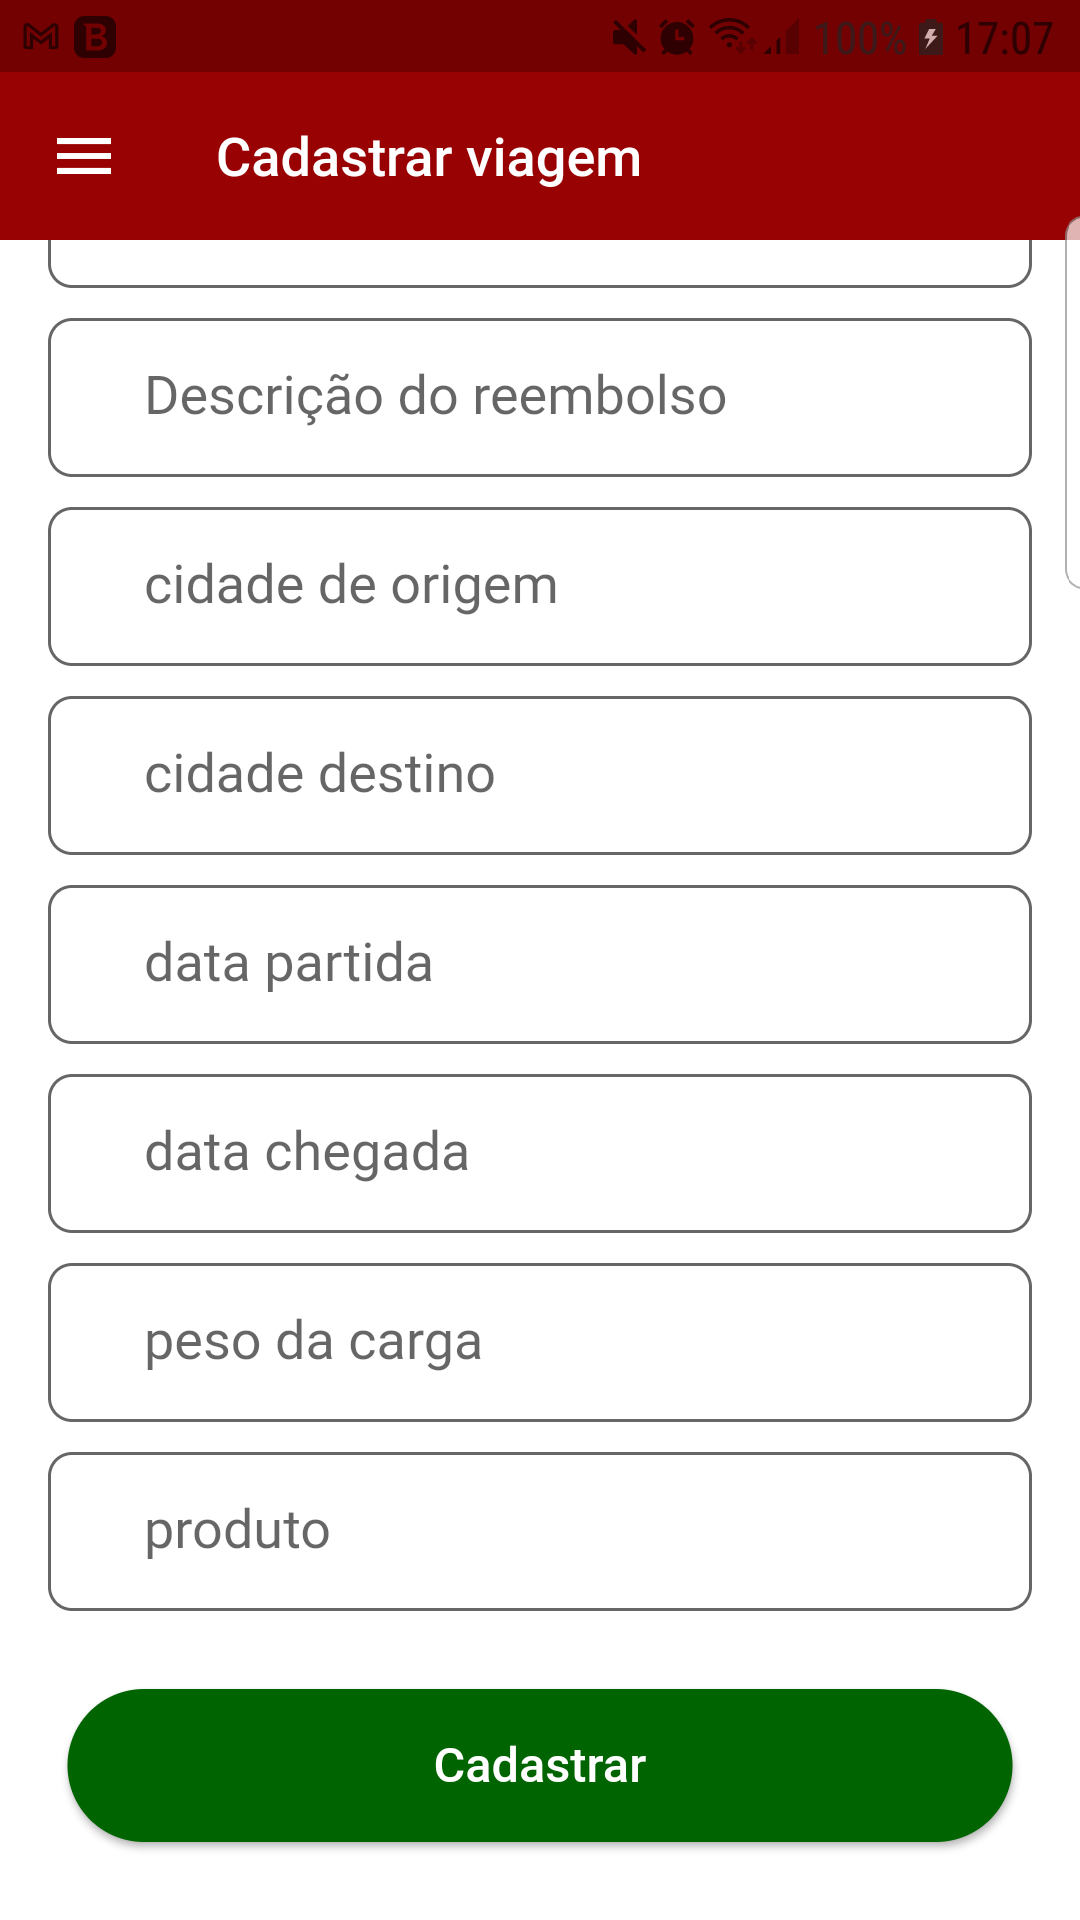 B 100% 17:07
Cadastrar viagem
Descrição do reembolso
cidade de origem
cidade destino
data partida
data chegada
peso da carga
produto
Cadastrar